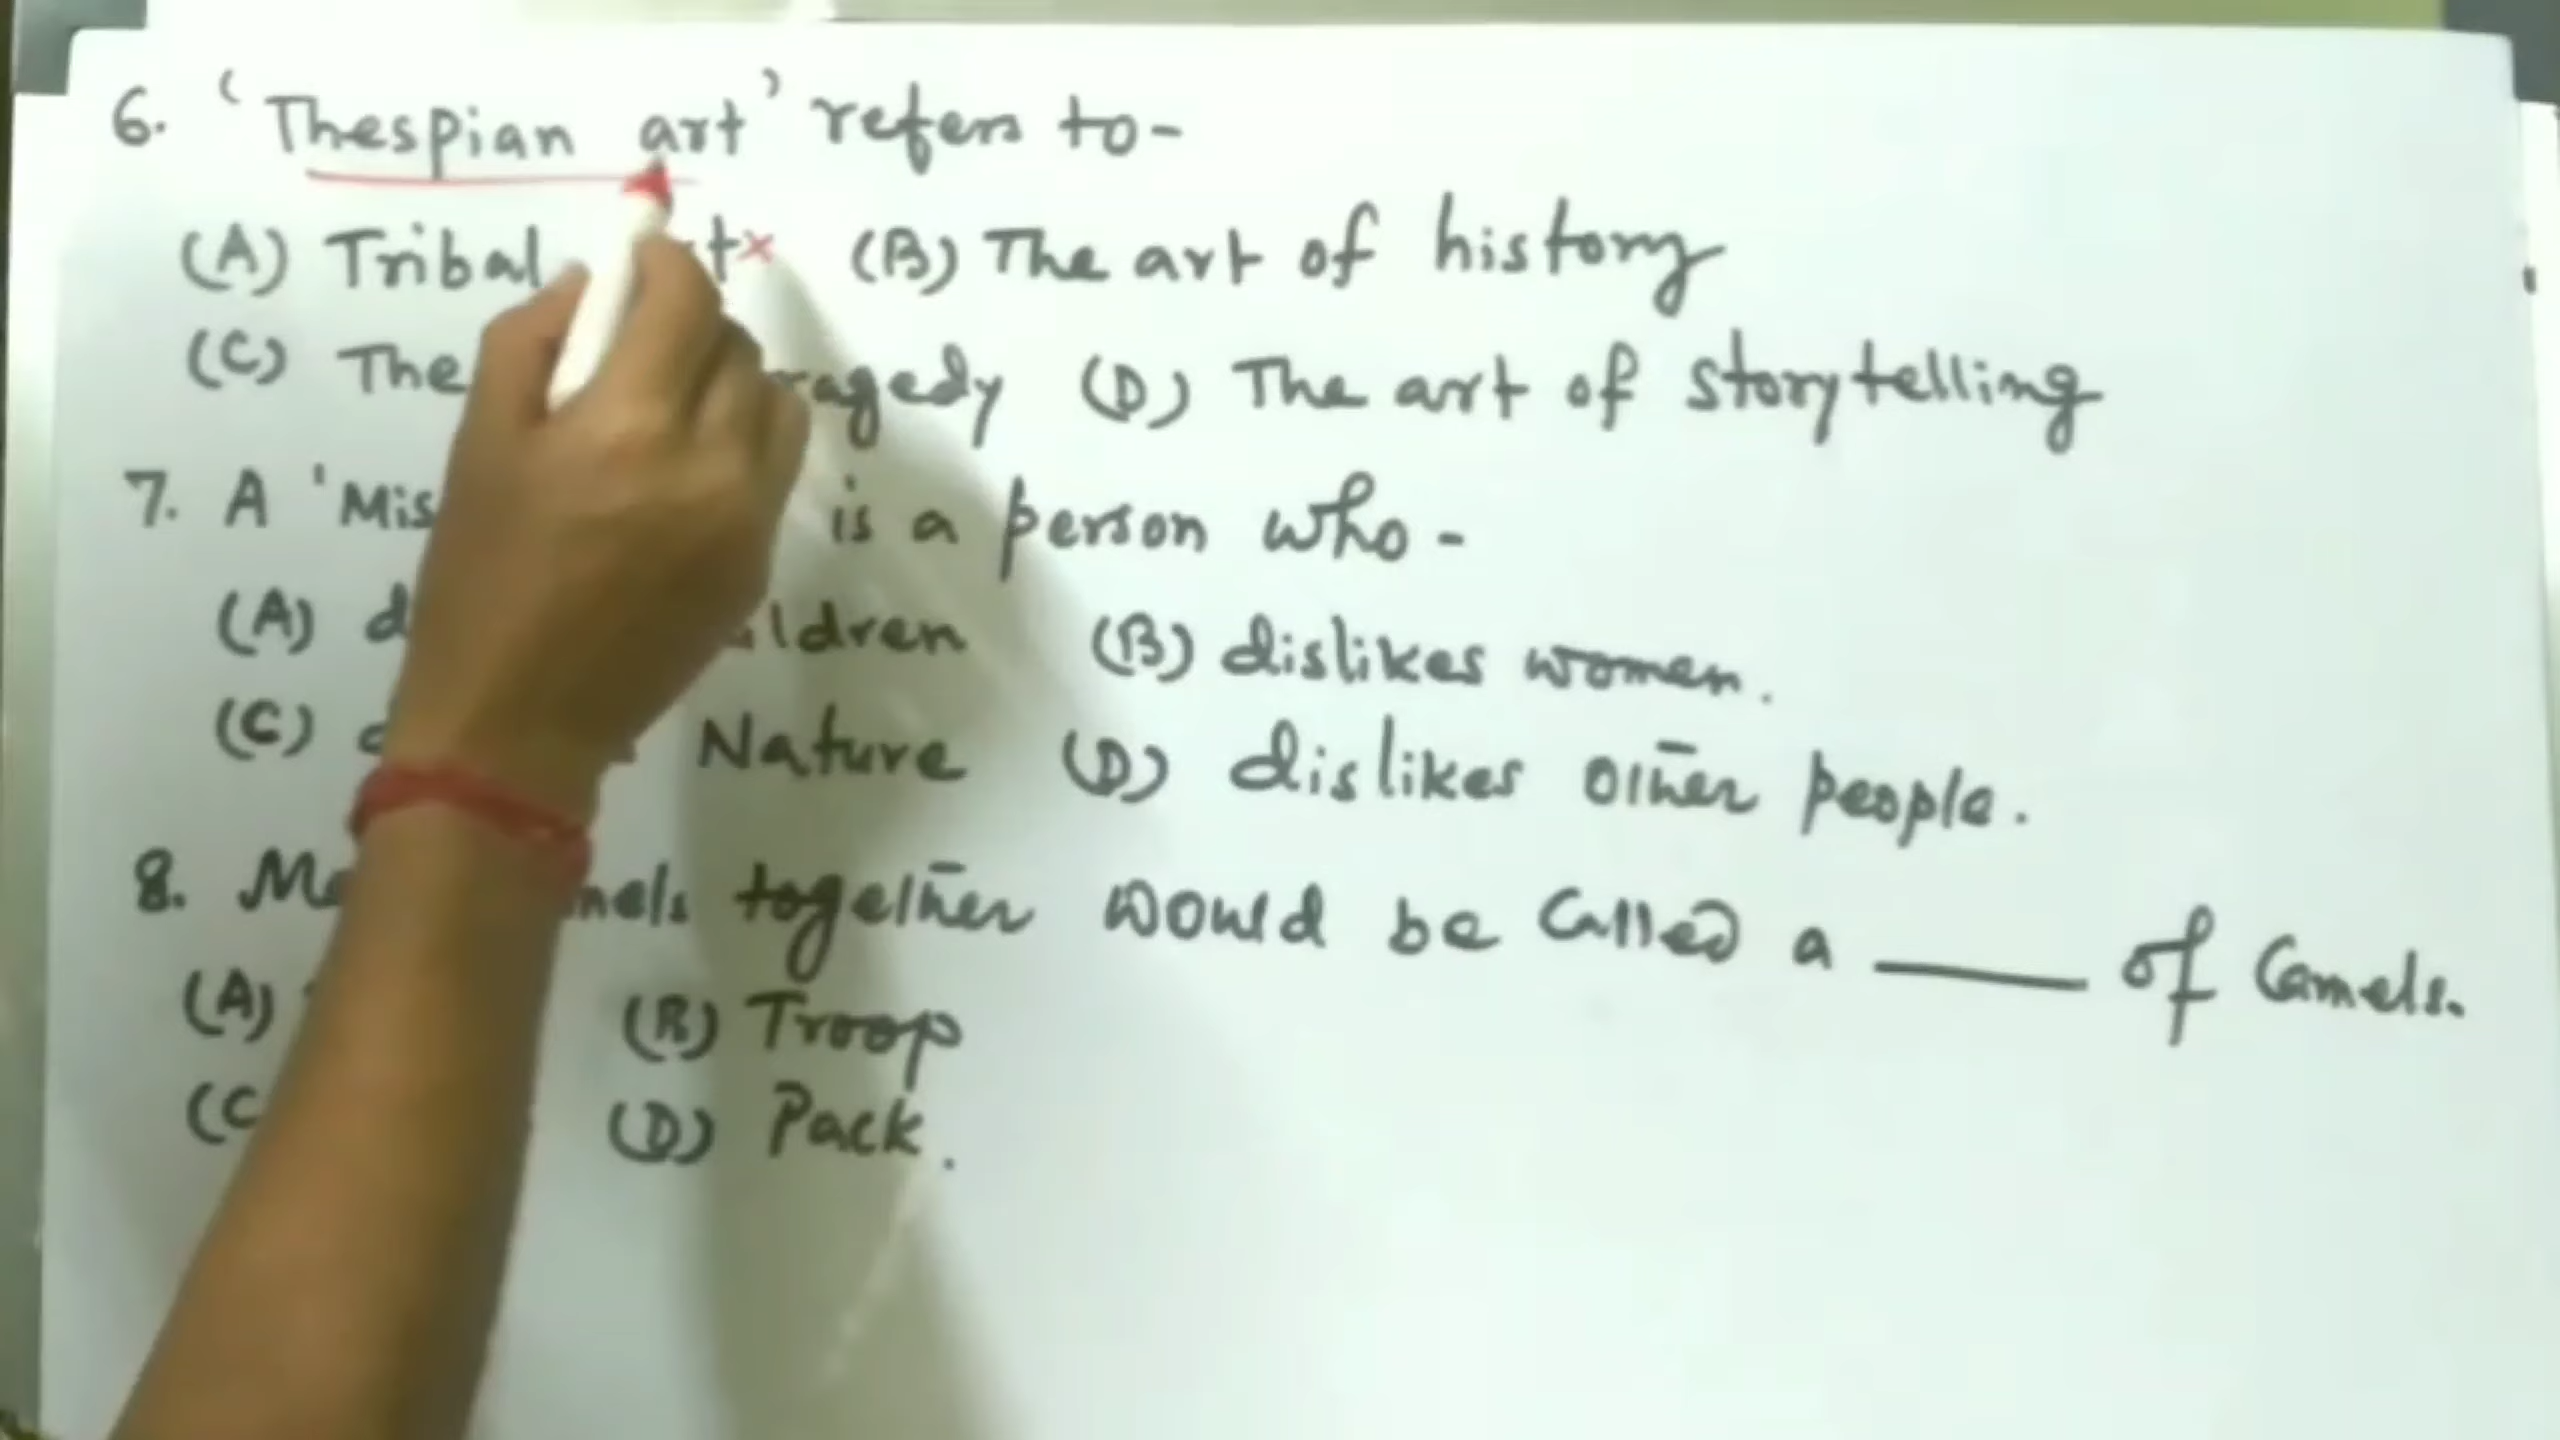 6. 'Thespian art' refers to-
(A) Tribal (B) The art of history
(C) The (D) The art of storytelling
7. A ' is a person who-
(A) (B) dislikes women.
(C) Nature (D) dislikes other people.
8. together would be called a ___ of Camels.
(A) (B) Troop
(C (D) Pack.